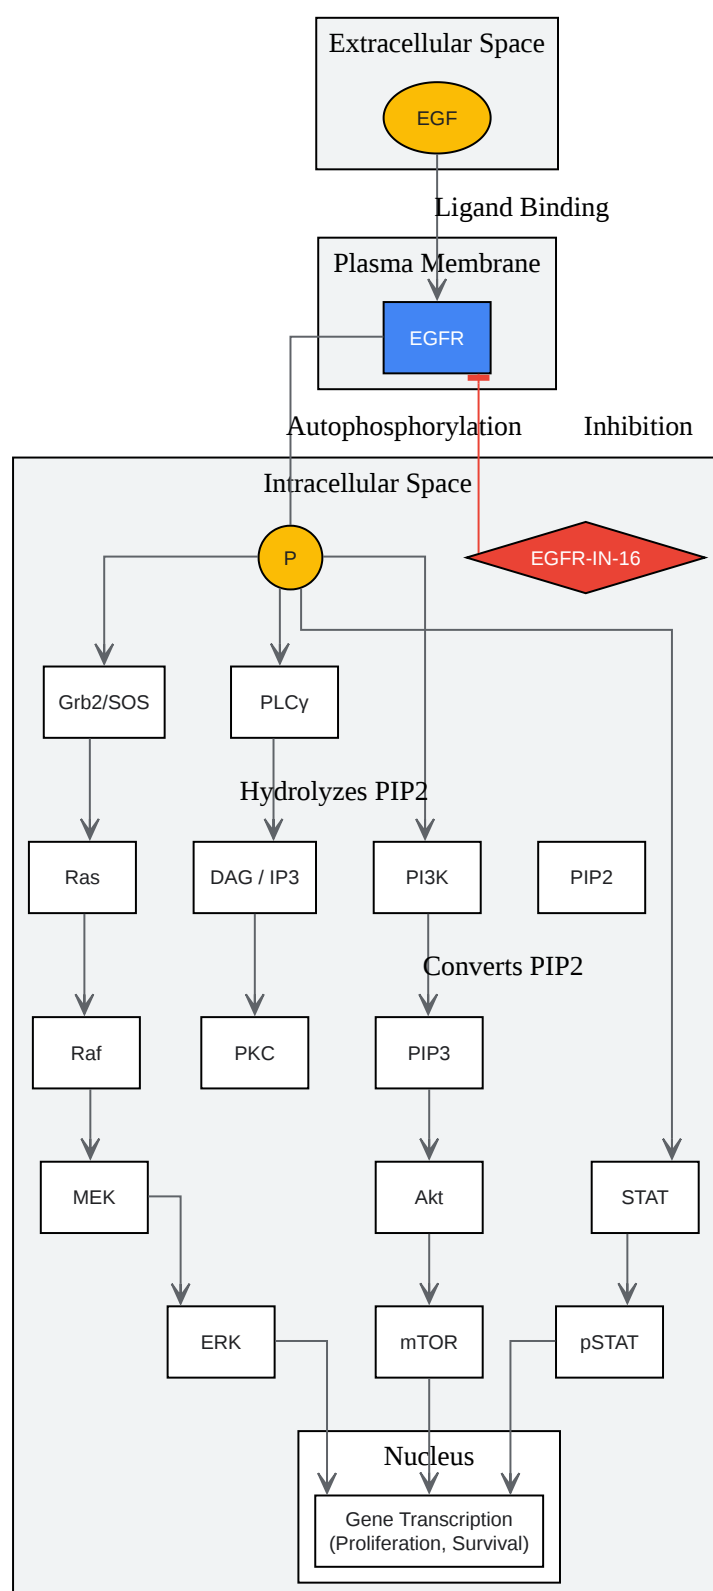 Extracellular Space
EGF
Ligand Binding
Plasma Membrane
EGFR
Autophosphorylation
Inhibition
Intracellular Space
P
EGFR-IN-16
Grb2/SOS
PLCγ
Hydrolyzes PIP2
Ras
DAG / IP3
PI3K
PIP2
Converts PIP2
Raf
PKC
PIP3
MEK
Akt
STAT
ERK
mTOR
pSTAT
Nucleus
Gene Transcription
(Proliferation, Survival)